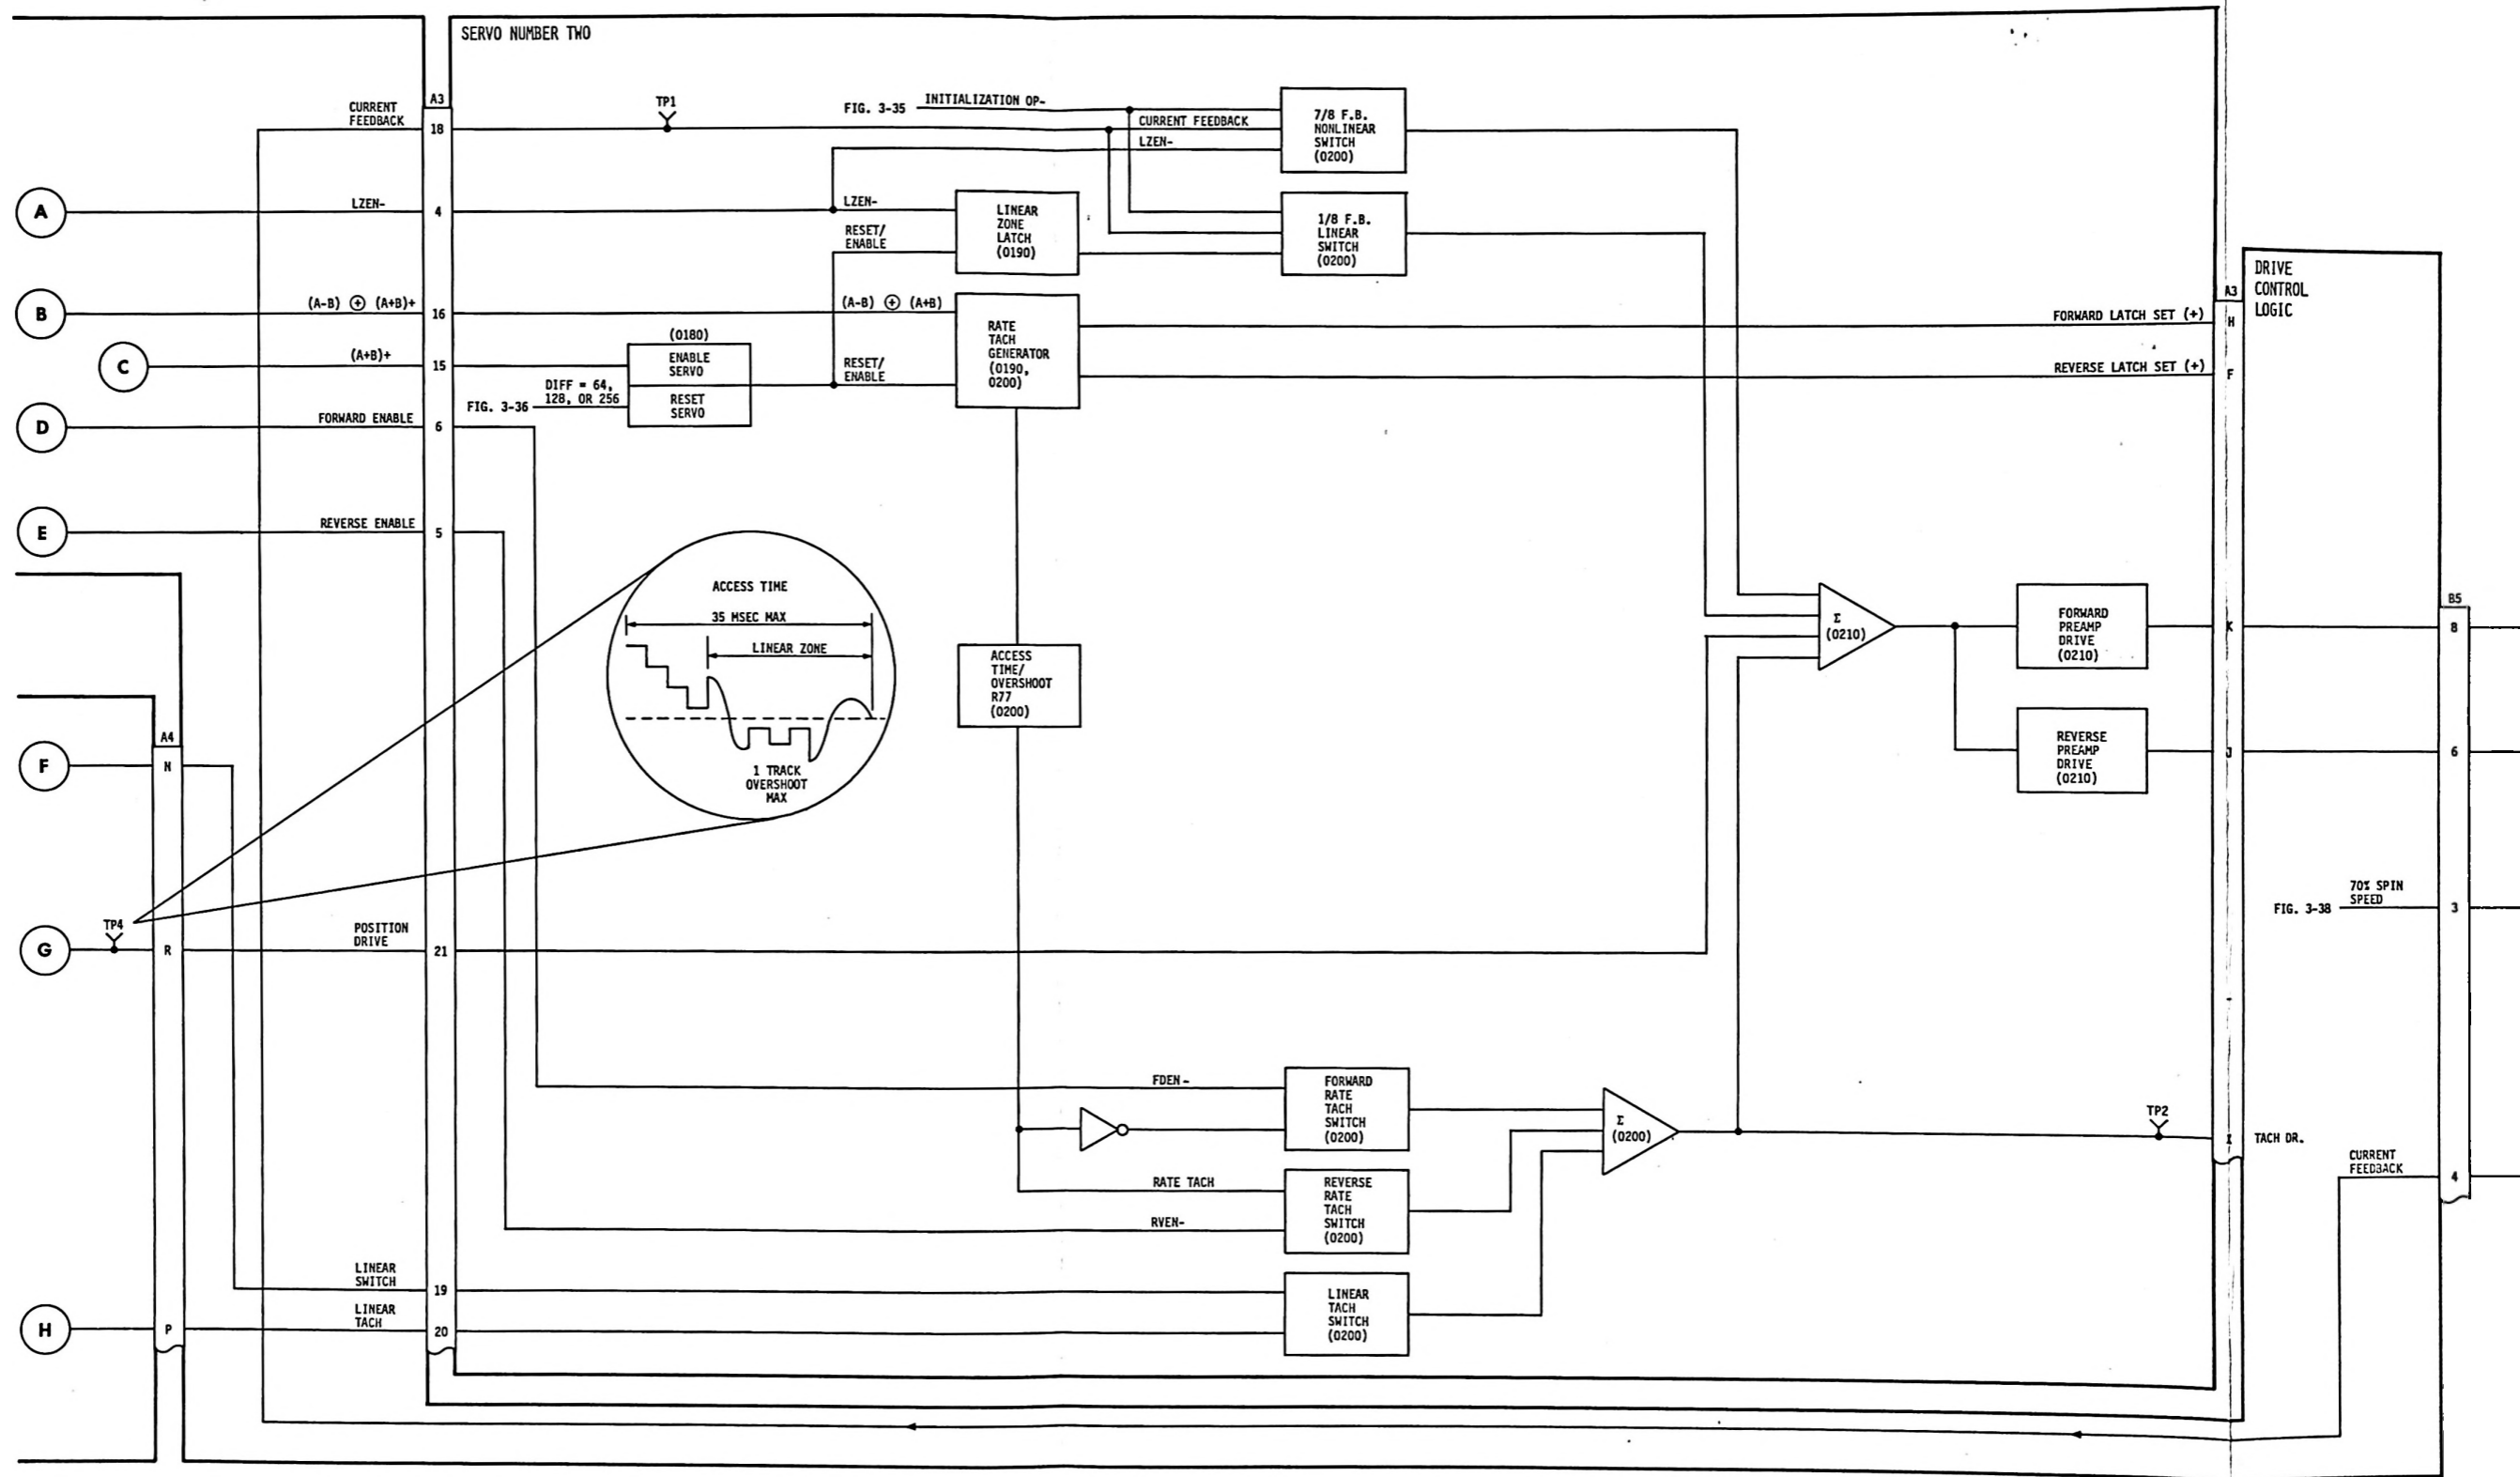 SERVO NUMBER TWO
CURRENT
FEEDBACK
A3
18
TP1
FIG. 3-35
INITIALIZATION OP-
CURRENT FEEDBACK
LZEN-
7/8 F.B.
NONLINEAR
SWITCH
(0200)
A
LZEN-
4
LZEN-
RESET/
ENABLE
LINEAR
ZONE
LATCH
(0190)
1/8 F.B.
LINEAR
SWITCH
(0200)
B
(A-B) ⊕ (A+B)+
16
(A-B) ⊕ (A+B)
RATE
TACH
GENERATOR
(0190,
0200)
FORWARD LATCH SET (+)
A3
H
DRIVE
CONTROL
LOGIC
C
(A+B)+
15
(0180)
ENABLE
SERVO
RESET
SERVO
DIFF = 64,
128, OR 256
FIG. 3-36
RESET/
ENABLE
REVERSE LATCH SET (+)
F
D
FORWARD ENABLE
6
E
REVERSE ENABLE
5
ACCESS TIME
35 MSEC MAX
LINEAR ZONE
1 TRACK
OVERSHOOT
MAX
ACCESS
TIME/
OVERSHOOT
R77
(0200)
Σ
(0210)
FORWARD
PREAMP
DRIVE
(0210)
K
B5
8
REVERSE
PREAMP
DRIVE
(0210)
J
6
F
A4
N
70% SPIN
SPEED
FIG. 3-38
3
G
TP4
R
POSITION
DRIVE
21
FDEN-
FORWARD
RATE
TACH
SWITCH
(0200)
Σ
(0200)
TP2
I
TACH DR.
CURRENT
FEEDBACK
4
RATE TACH
RVEN-
REVERSE
RATE
TACH
SWITCH
(0200)
LINEAR
SWITCH
19
H
P
LINEAR
TACH
20
LINEAR
TACH
SWITCH
(0200)